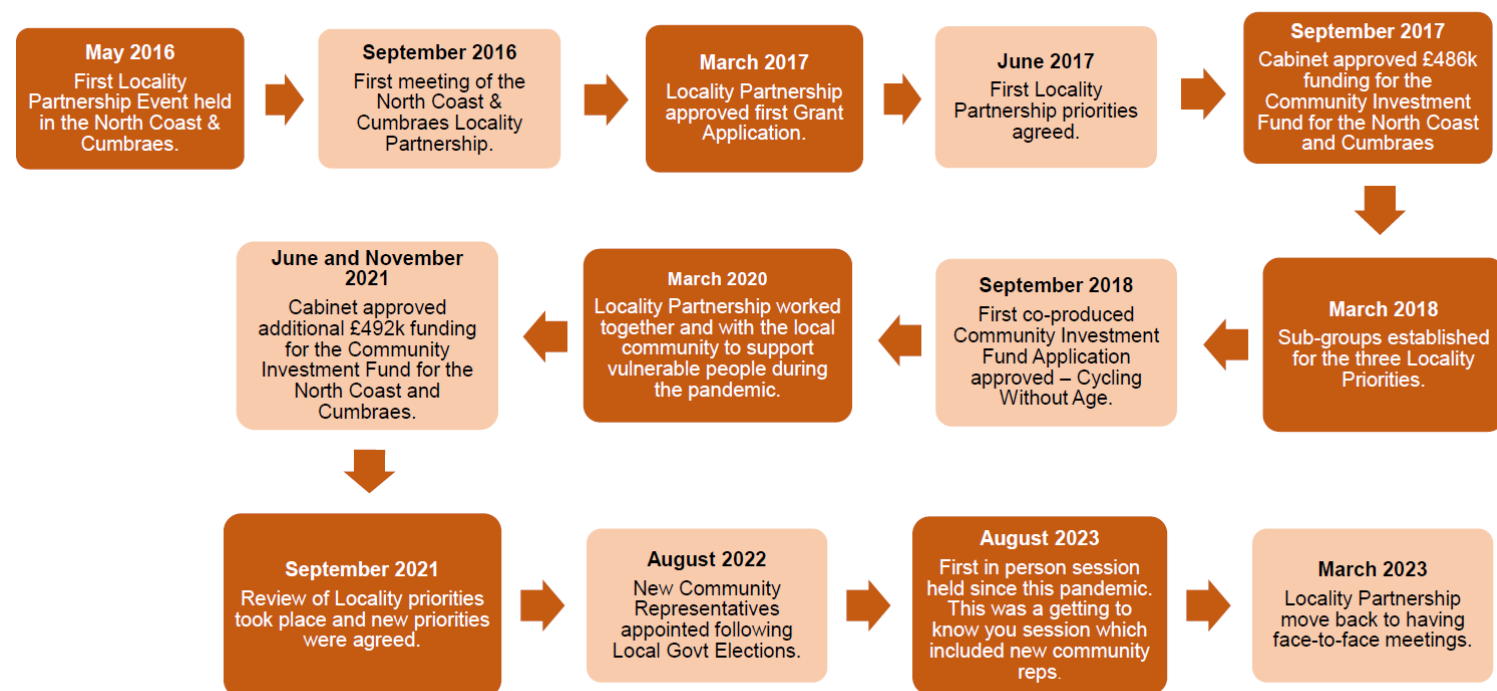 May 2016
First Locality
Partnership Event held
in the North Coast &
Cumbraes.
September 2016
First meeting of the
North Coast &
Cumbraes Locality
Partnership.
March 2017
Locality Partnership
approved first Grant
Application.
June 2017
First Locality
Partnership priorities
agreed.
September 2017
Cabinet approved £486k
funding for the
Community Investment
Fund for the North Coast
and Cumbraes
March 2018
Sub-groups established
for the three Locality
Priorities.
September 2018
First co-produced
Community Investment
Fund Application
approved – Cycling
Without Age.
March 2020
Locality Partnership worked
together and with the local
community to support
vulnerable people during
the pandemic.
June and November
2021
Cabinet approved
additional £492k funding
for the Community
Investment Fund for the
North Coast and
Cumbraes.
September 2021
Review of Locality priorities
took place and new priorities
were agreed.
August 2022
New Community
Representatives
appointed following
Local Govt Elections.
August 2023
First in person session
held since this pandemic.
This was a getting to
know you session which
included new community
reps.
March 2023
Locality Partnership
move back to having
face-to-face meetings.